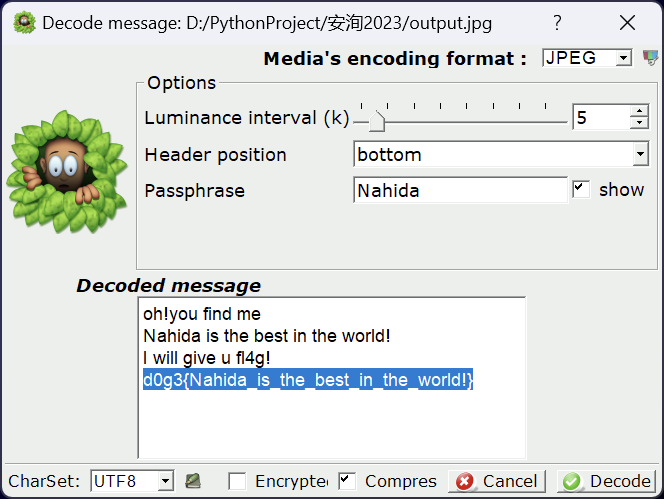 Decode message: D:/PythonProject/安洵2023/output.jpg
Media's encoding format :
JPEG
Options
Luminance interval (k)
5
Header position
bottom
Passphrase
Nahida
show
Decoded message
oh!you find me
Nahida is the best in the world!
I will give u fl4g!
d0g3{Nahida_is_the_best_in_the_world!}
CharSet:
UTF8
Encrypte
Compres
Cancel
Decode